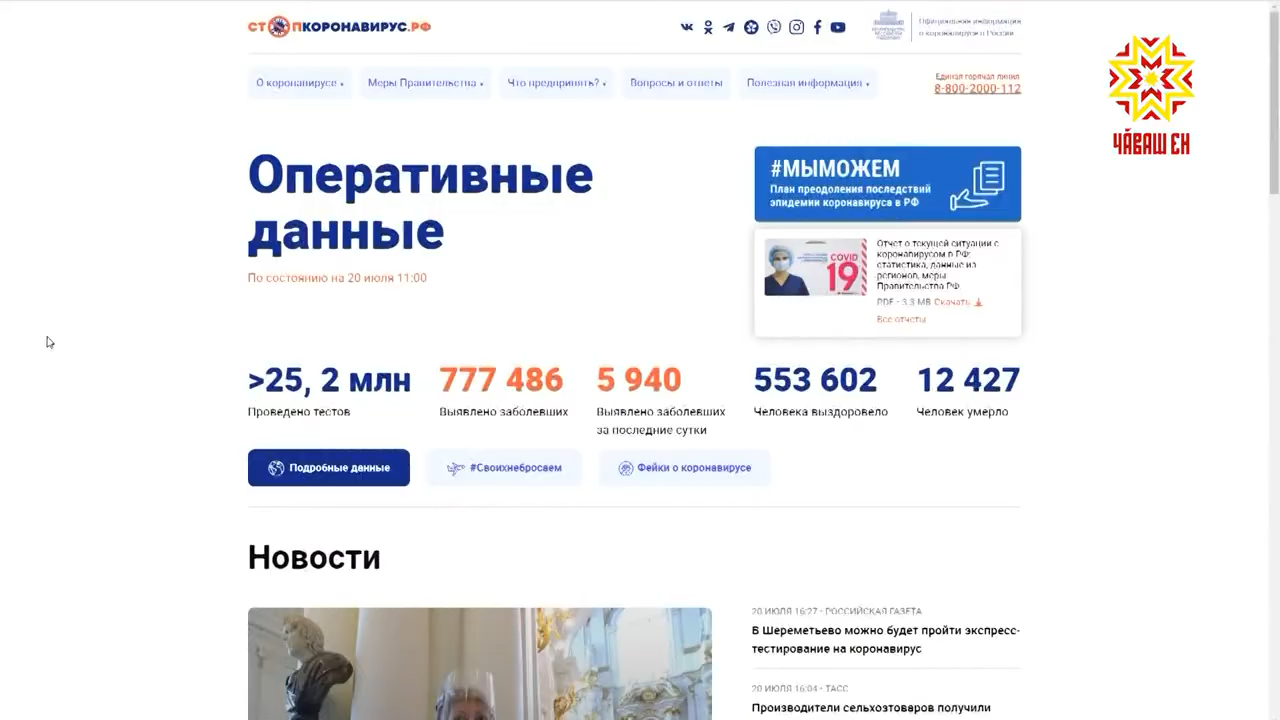 СТОПКОРОНАВИРУС.РФ
Официальная информация
о коронавирусе в России
О коронавирусе
Меры Правительства
Что предпринять?
Вопросы и ответы
Полезная информация
Единая горячая линия
8-800-2000-112
ЧӐВАШ ЕН
Оперативные
данные
По состоянию на 20 июля 11:00
#МЫМОЖЕМ
План преодоления последствий
эпидемии коронавируса в РФ
COVID
19
Отчет о текущей ситуации с
коронавирусом в РФ:
статистика, данные из
регионов, меры
Правительства РФ.
PDF - 3.3 MB Скачать
Все отчеты
>25, 2 млн
Проведено тестов
777 486
Выявлено заболевших
5 940
Выявлено заболевших
за последние сутки
553 602
Человека выздоровело
12 427
Человек умерло
Подробные данные
#Своихнебросаем
Фейки о коронавирусе
Новости
20 ИЮЛЯ 16:27 - РОССИЙСКАЯ ГАЗЕТА
В Шереметьево можно будет пройти экспресс-
тестирование на коронавирус
20 ИЮЛЯ 16:04 - ТАСС
Производители сельхозтоваров получили